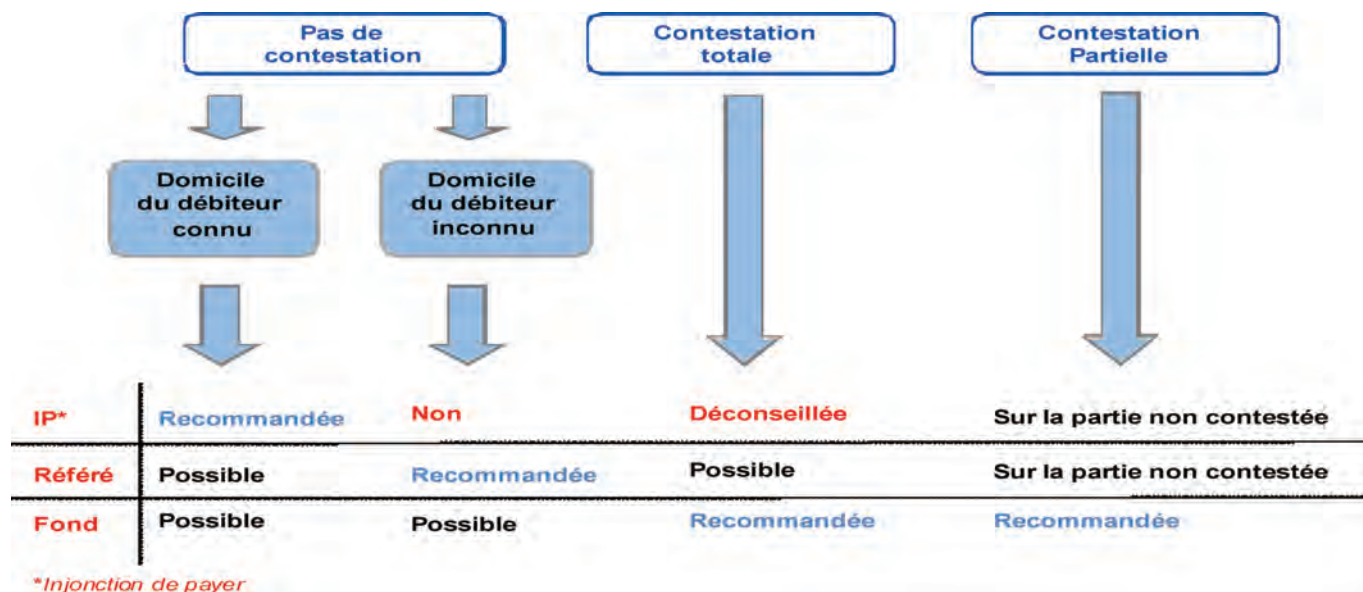 Pas de
contestation
Contestation
totale
Contestation
Partielle
Domicile
du débiteur
connu
Domicile
du débiteur
inconnu
IP* Recommandée Non Déconseillée Sur la partie non contestée
Référé Possible Recommandée Possible Sur la partie non contestée
Fond Possible Possible Recommandée Recommandée
*Injonction de payer